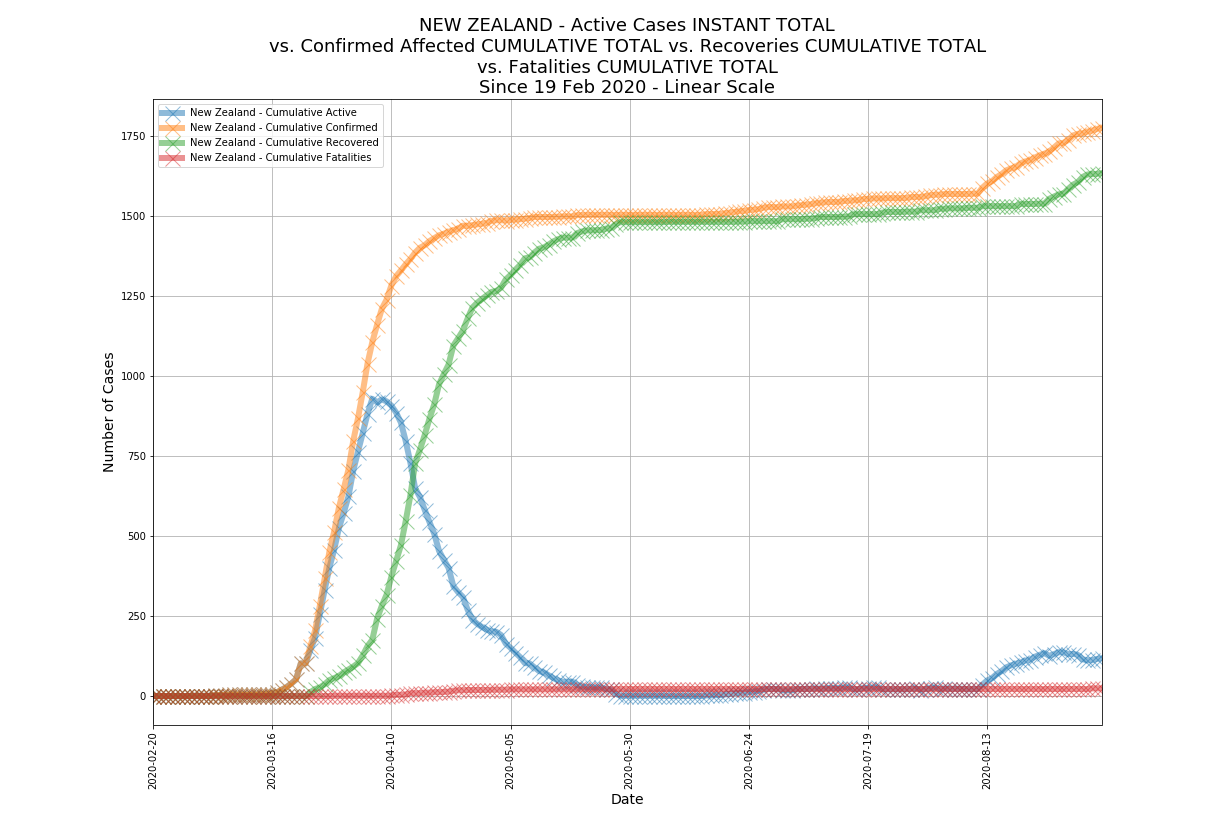 NEW ZEALAND - Active Cases INSTANT TOTAL
vs. Confirmed Affected CUMULATIVE TOTAL vs. Recoveries CUMULATIVE TOTAL
vs. Fatalities CUMULATIVE TOTAL
Since 19 Feb 2020 - Linear Scale
New Zealand - Cumulative Active
New Zealand - Cumulative Confirmed
New Zealand - Cumulative Recovered
New Zealand - Cumulative Fatalities
Number of Cases
1750
1500
1250
1000
750
500
250
0
2020-02-20
2020-03-16
2020-04-10
2020-05-05
2020-05-30
2020-06-24
2020-07-19
2020-08-13
Date